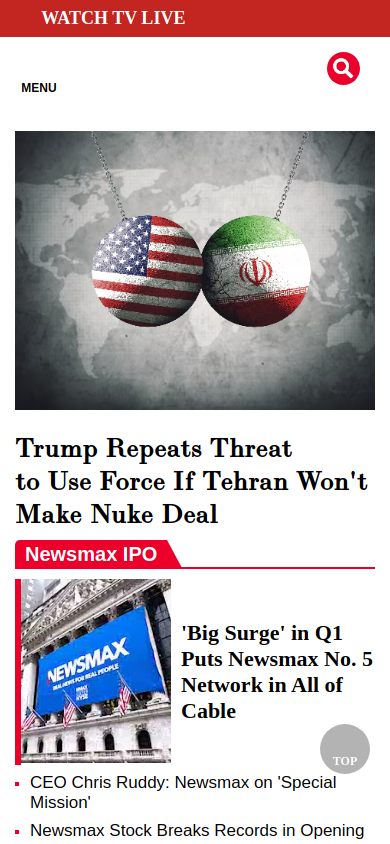 WATCH TV LIVE
MENU
Trump Repeats Threat
to Use Force If Tehran Won't
Make Nuke Deal
Newsmax IPO
NEWSMAX
REAL NEWS FOR REAL PEOPLE
'Big Surge' in Q1
Puts Newsmax No. 5
Network in All of
Cable
TOP
CEO Chris Ruddy: Newsmax on 'Special
Mission'
Newsmax Stock Breaks Records in Opening